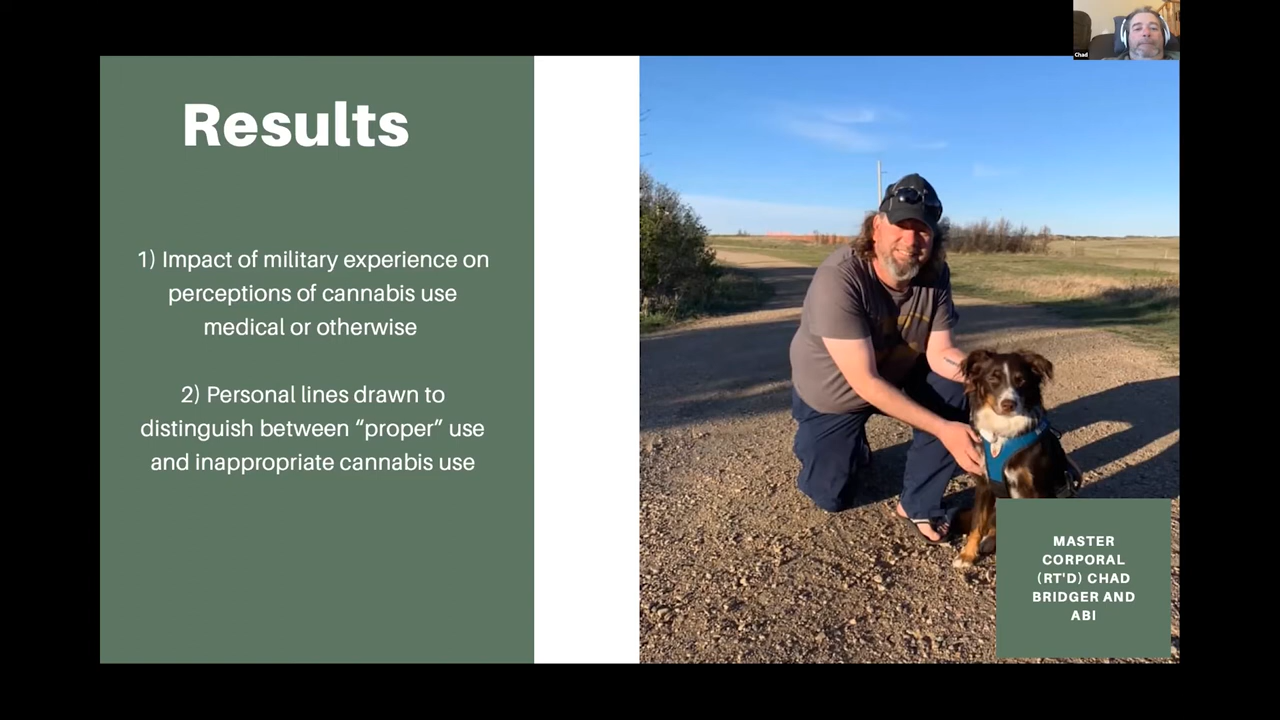 Chad
Results
1) Impact of military experience on
perceptions of cannabis use
medical or otherwise
2) Personal lines drawn to
distinguish between “proper” use
and inappropriate cannabis use
MASTER
CORPORAL
(RT'D) CHAD
BRIDGER AND
ABI